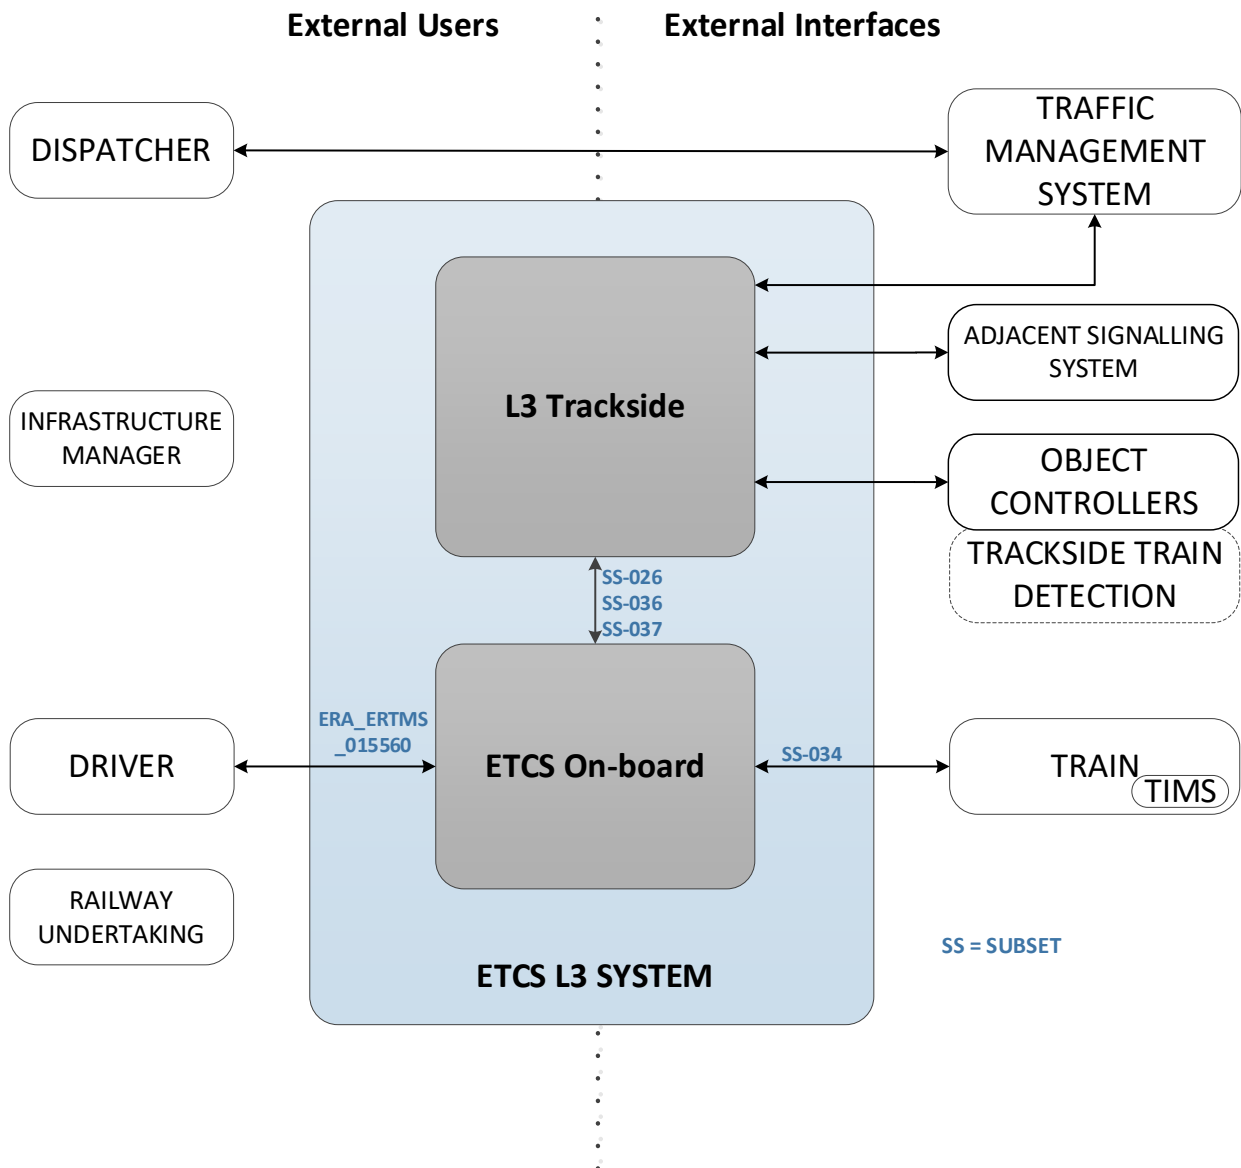 External Users
External Interfaces
DISPATCHER
TRAFFIC
MANAGEMENT
SYSTEM
L3 Trackside
ADJACENT SIGNALLING
SYSTEM
INFRASTRUCTURE
MANAGER
OBJECT
CONTROLLERS
TRACKSIDE TRAIN
DETECTION
SS-026
SS-036
SS-037
DRIVER
ERA_ERTMS
_015560
ETCS On-board
SS-034
TRAIN
TIMS
RAILWAY
UNDERTAKING
SS = SUBSET
ETCS L3 SYSTEM